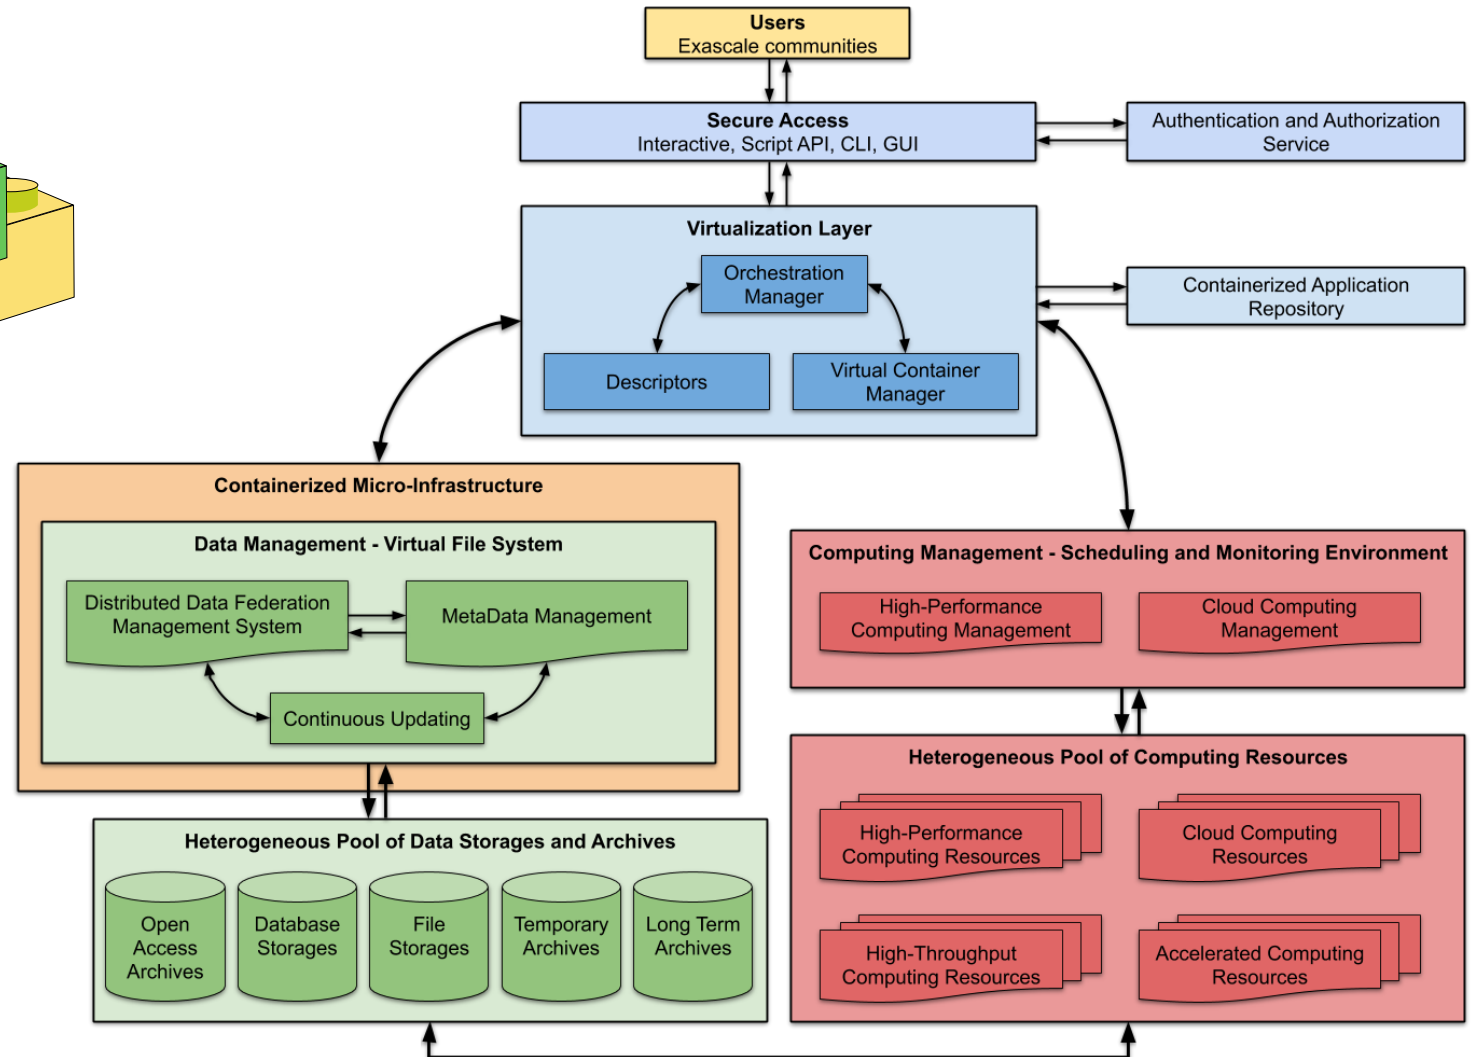 Users
Exascale communities
Secure Access
Interactive, Script API, CLI, GUI
Authentication and Authorization
Service
Virtualization Layer
Orchestration
Manager
Descriptors
Virtual Container
Manager
Containerized Application
Repository
Containerized Micro-Infrastructure
Data Management - Virtual File System
Distributed Data Federation
Management System
MetaData Management
Continuous Updating
Computing Management - Scheduling and Monitoring Environment
High-Performance
Computing Management
Cloud Computing
Management
Heterogeneous Pool of Data Storages and Archives
Open
Access
Archives
Database
Storages
File
Storages
Temporary
Archives
Long Term
Archives
Heterogeneous Pool of Computing Resources
High-Performance
Computing Resources
Cloud Computing
Resources
High-Throughput
Computing Resources
Accelerated Computing
Resources